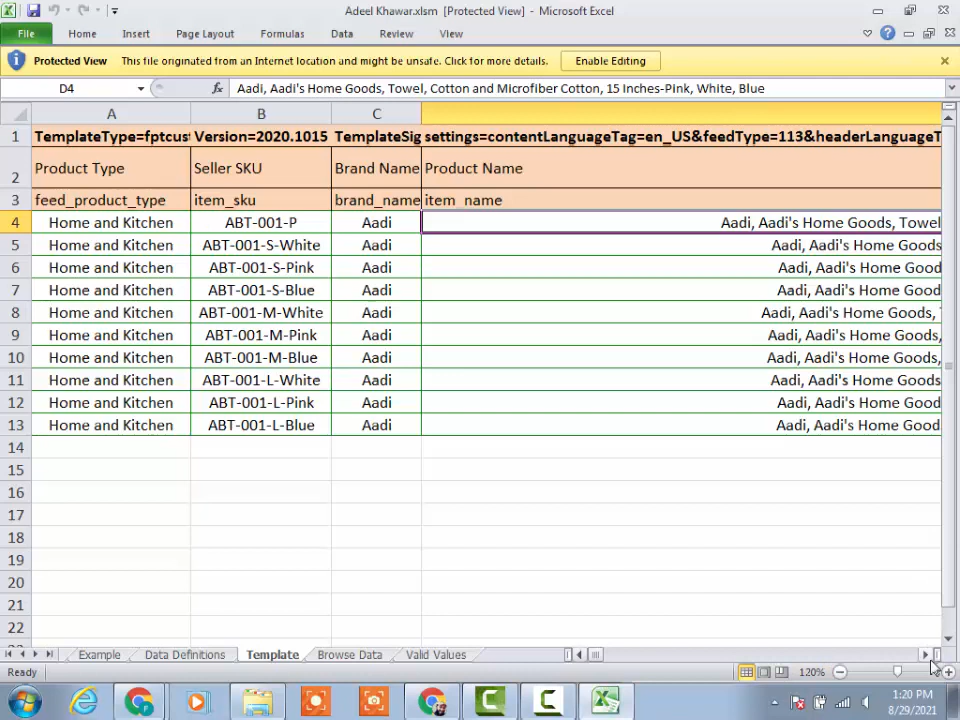 Adeel Khawar.xlsm [Protected View] - Microsoft Excel
File Home Insert Page Layout Formulas Data Review View
Protected View This file originated from an Internet location and might be unsafe. Click for more details. Enable Editing
D4 fx Aadi, Aadi's Home Goods, Towel, Cotton and Microfiber Cotton, 15 Inches-Pink, White, Blue
A B C
1 TemplateType=fptcust Version=2020.1015 TemplateSig settings=contentLanguageTag=en_US&feedType=113&headerLanguageT
2 Product Type Seller SKU Brand Name Product Name
3 feed_product_type item_sku brand_name item_name
4 Home and Kitchen ABT-001-P Aadi Aadi, Aadi's Home Goods, Towel
5 Home and Kitchen ABT-001-S-White Aadi Aadi, Aadi's Home Goods
6 Home and Kitchen ABT-001-S-Pink Aadi Aadi, Aadi's Home Good
7 Home and Kitchen ABT-001-S-Blue Aadi Aadi, Aadi's Home Good
8 Home and Kitchen ABT-001-M-White Aadi Aadi, Aadi's Home Goods,
9 Home and Kitchen ABT-001-M-Pink Aadi Aadi, Aadi's Home Goods,
10 Home and Kitchen ABT-001-M-Blue Aadi Aadi, Aadi's Home Goods,
11 Home and Kitchen ABT-001-L-White Aadi Aadi, Aadi's Home Goods
12 Home and Kitchen ABT-001-L-Pink Aadi Aadi, Aadi's Home Good
13 Home and Kitchen ABT-001-L-Blue Aadi Aadi, Aadi's Home Good
14
15
16
17
18
19
20
21
22
Example Data Definitions Template Browse Data Valid Values
Ready 120%
1:20 PM
8/29/2021